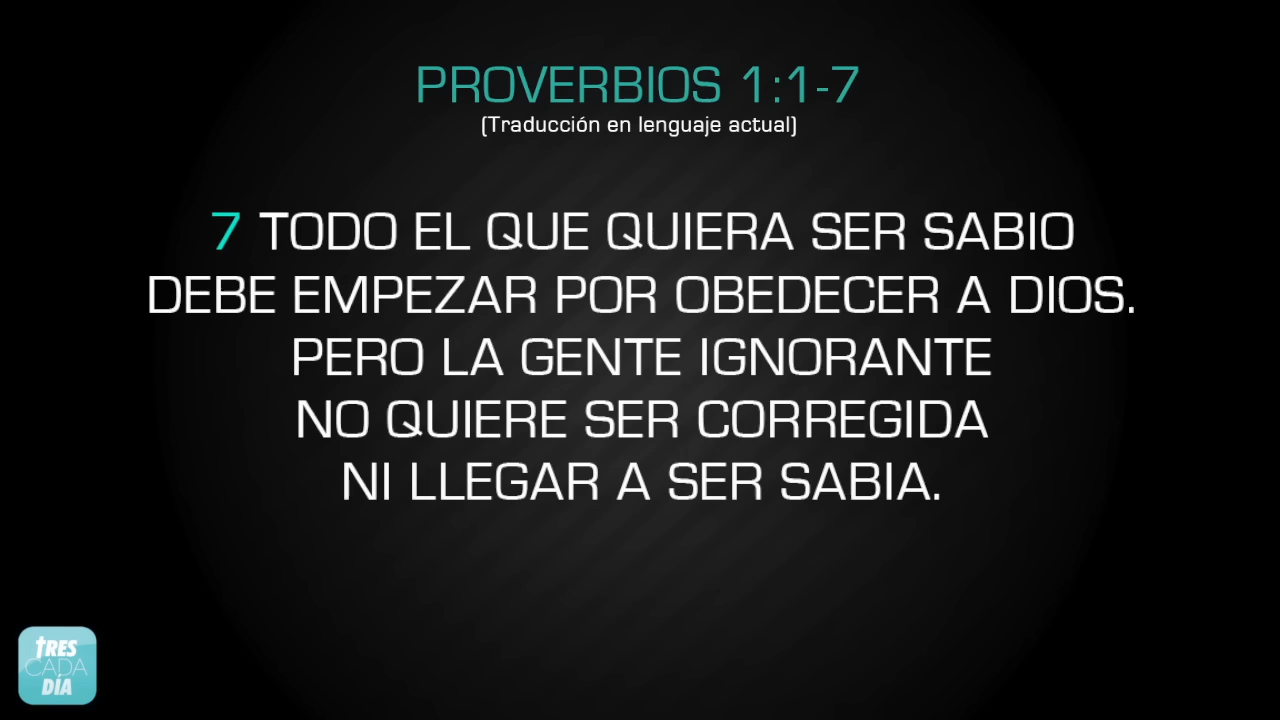 PROVERBIOS 1:1-7
(Traducción en lenguaje actual)
7 TODO EL QUE QUIERA SER SABIO
DEBE EMPEZAR POR OBEDECER A DIOS.
PERO LA GENTE IGNORANTE
NO QUIERE SER CORREGIDA
NI LLEGAR A SER SABIA.
TRES
CADA
DÍA